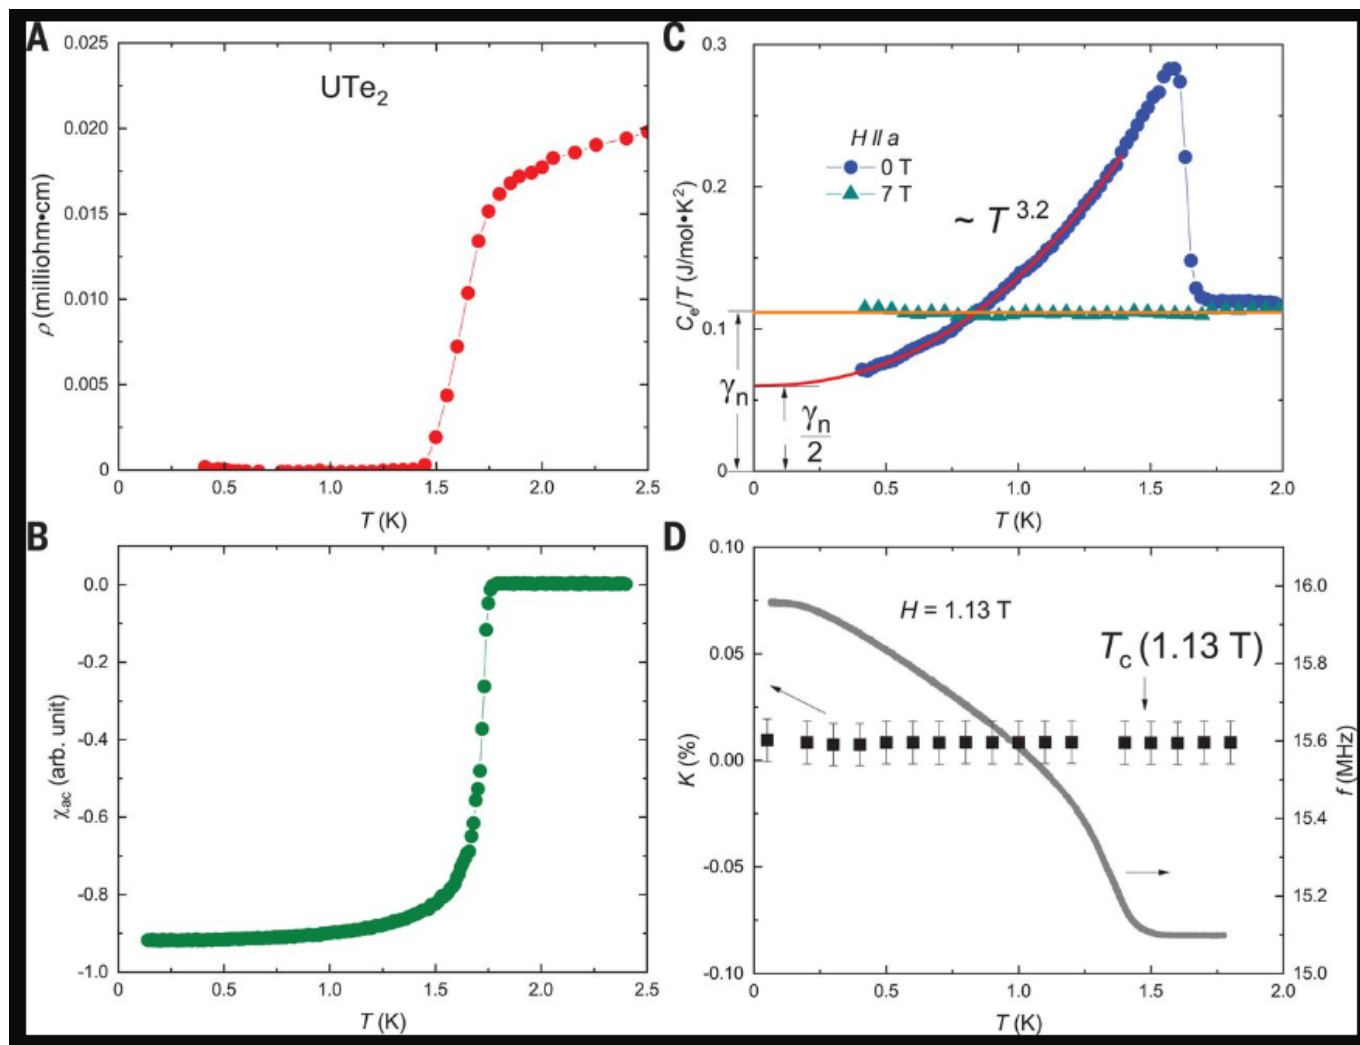 A
UTe2
ρ (milliohm•cm)
0.025
0.020
0.015
0.010
0.005
0
0 0.5 1.0 1.5 2.0 2.5
T (K)
B
χac (arb. unit)
0.0
-0.2
-0.4
-0.6
-0.8
-1.0
0 0.5 1.0 1.5 2.0 2.5
T (K)
C
Ce/T (J/mol•K2)
0.3
0.2
0.1
0
H // a
0 T
7 T
~ T 3.2
γn
γn
2
0 0.5 1.0 1.5 2.0
T (K)
D
K (%)
0.10
0.05
0.00
-0.05
-0.10
H = 1.13 T
Tc (1.13 T)
16.0
15.8
15.6
15.4
15.2
15.0
f (MHz)
0 0.5 1.0 1.5 2.0
T (K)